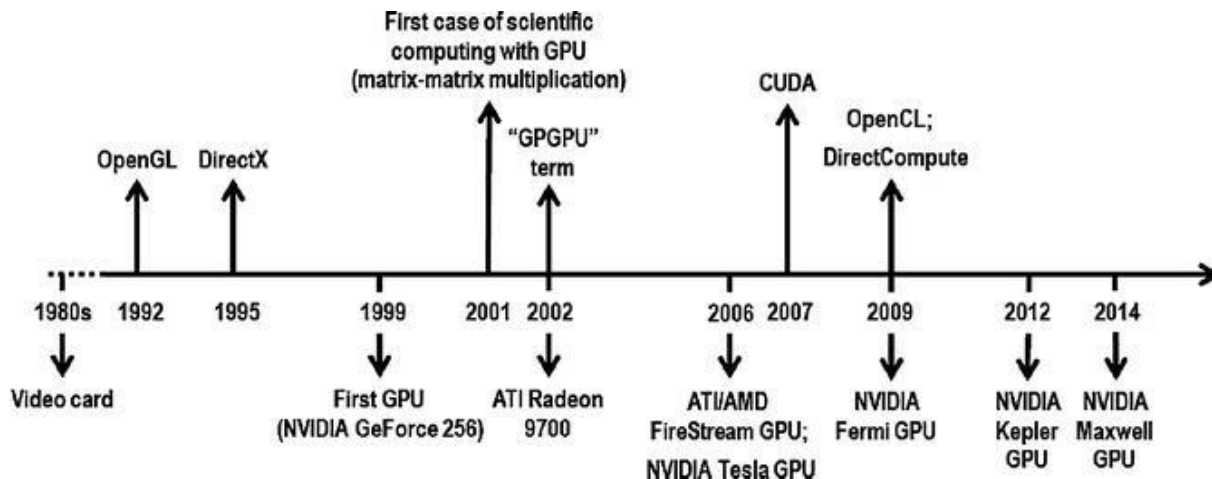 First case of scientific
computing with GPU
(matrix-matrix multiplication)
CUDA
"GPGPU"
term
OpenCL;
DirectCompute
OpenGL
DirectX
1980s
1992
1995
1999
2001
2002
2006
2007
2009
2012
2014
Video card
First GPU
(NVIDIA GeForce 256)
ATI Radeon
9700
ATI/AMD
FireStream GPU;
NVIDIA Tesla GPU
NVIDIA
Fermi GPU
NVIDIA
Kepler
GPU
NVIDIA
Maxwell
GPU